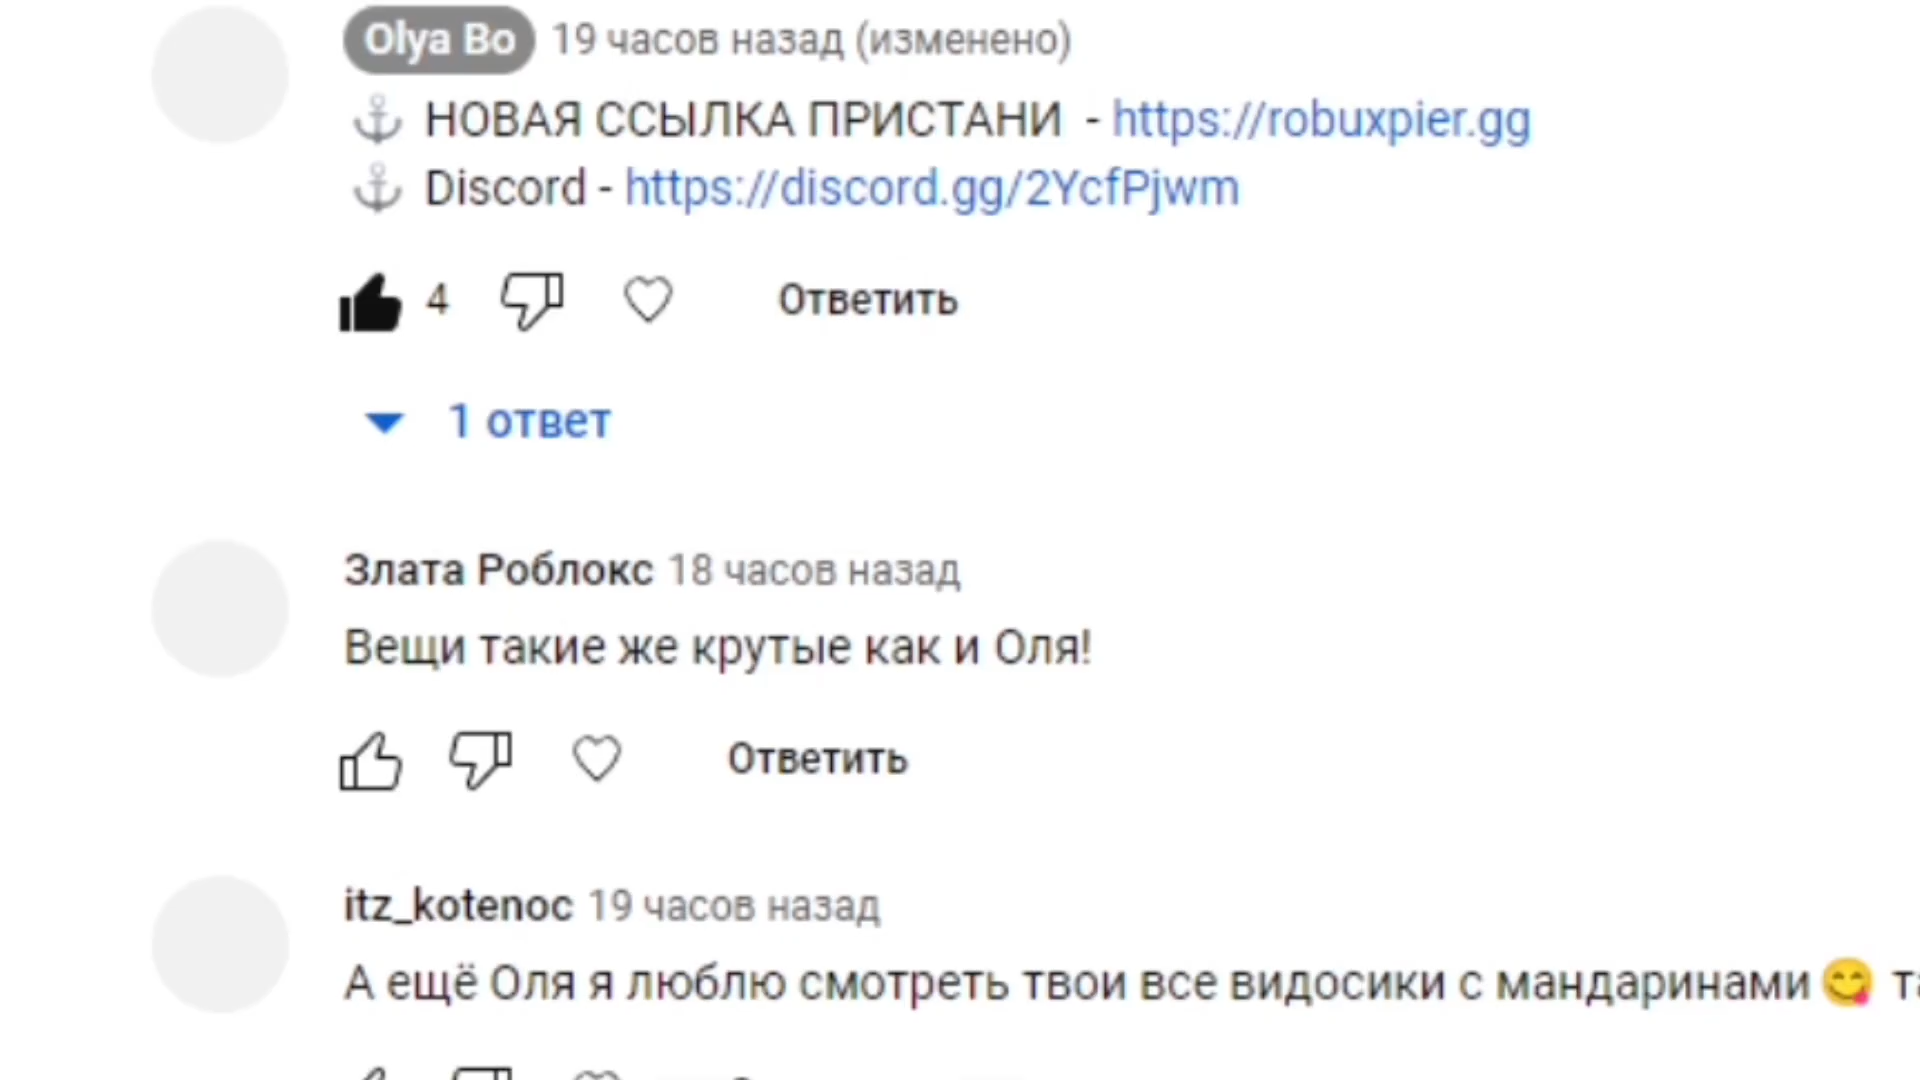 Olya Bo 19 часов назад (изменено)
НОВАЯ ССЫЛКА ПРИСТАНИ - https://robuxpier.gg
Discord - https://discord.gg/2YcfPjwm
4 Ответить
1 ответ
Злата Роблокс 18 часов назад
Вещи такие же крутые как и Оля!
Ответить
itz_kotenoc 19 часов назад
А ещё Оля я люблю смотреть твои все видосики с мандаринами